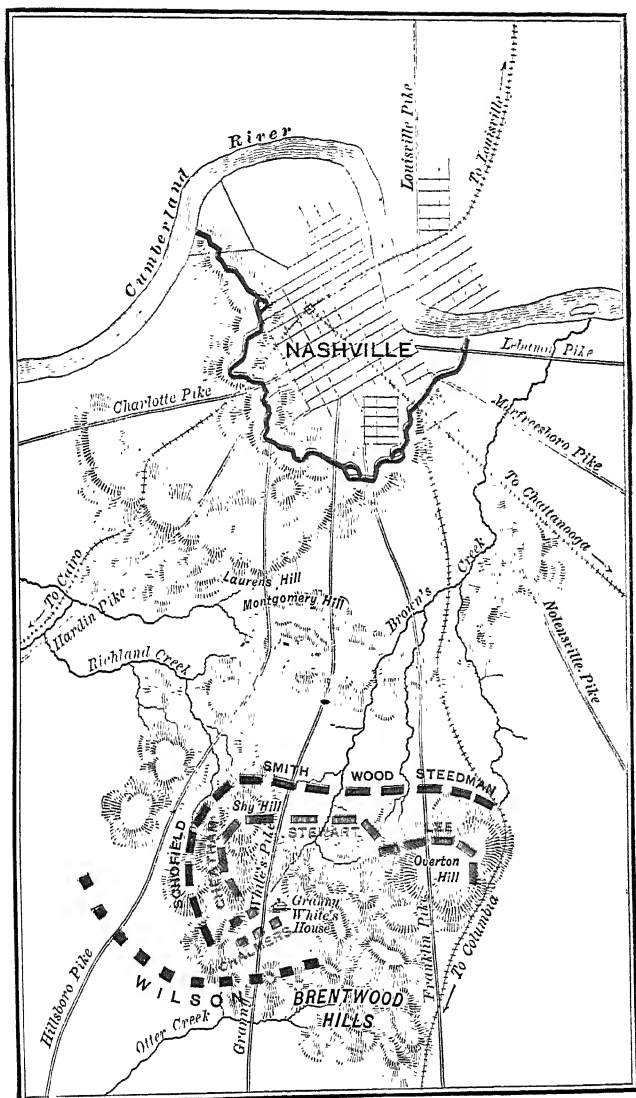 Louisville Pike
To Louisville
River
Cumberland
NASHVILLE
Lebanon Pike
Charlotte Pike
Murfreesboro Pike
To Chattanooga
To Cairo
Hardin Pike
Laurens Hill
Montgomery Hill
Brown's Creek
Richland Creek
Nolensville Pike
SMITH
WOOD
STEEDMAN
Shy Hill
STEWART
LEE
SCHOFIELD
CHEATHAM
Overton
Hill
Granny White's Pike
Granny
White's
House
CHALMERS
Franklin Pike
To Columbia
Hillsboro Pike
WILSON
BRENTWOOD
HILLS
Otter Creek